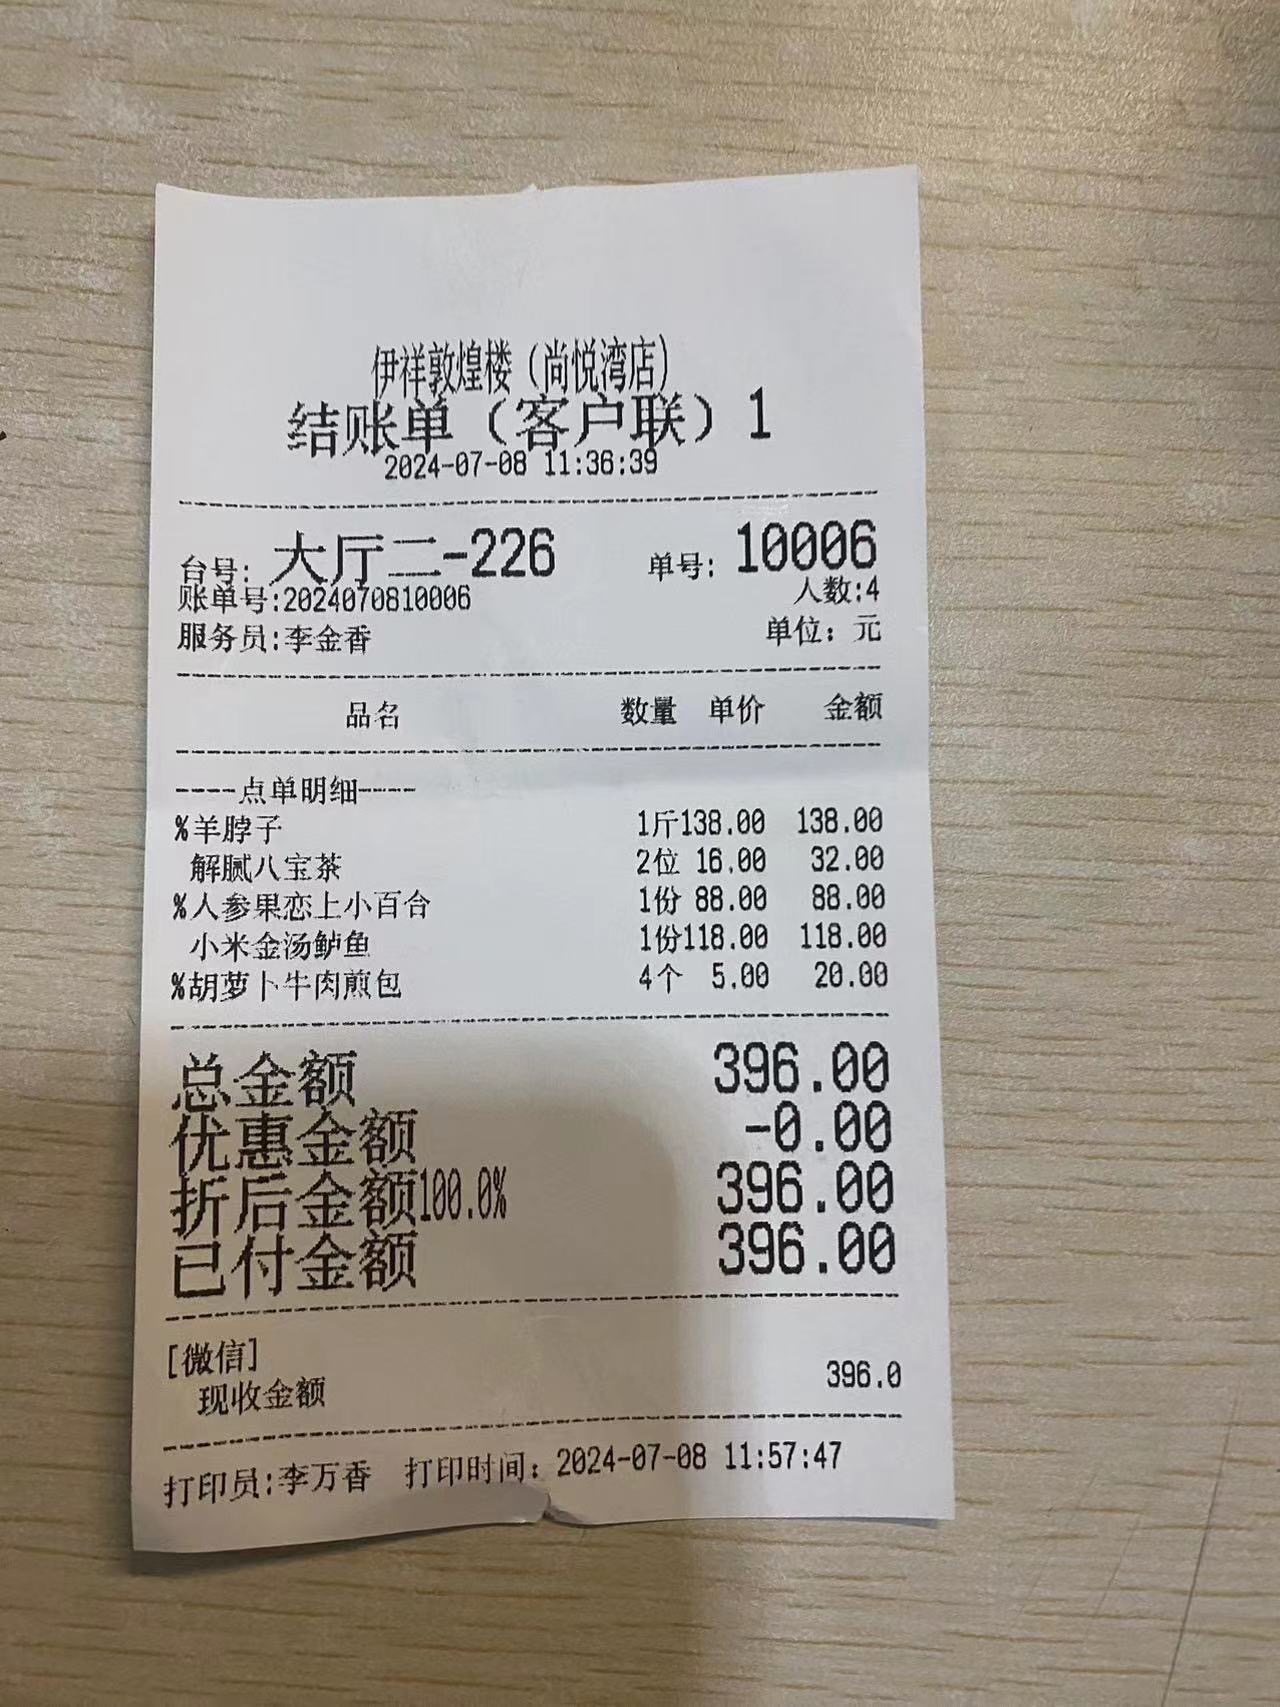 伊祥敦煌楼（尚悦湾店）
结账单（客户联）1
2024-07-08 11:36:39
台号: 大厅二-226 单号: 10006
账单号:2024070810006 人数:4
服务员:李金香 单位：元
品名 数量 单价 金额
----点单明细----
%羊脖子 1斤138.00 138.00
解腻八宝茶 2位 16.00 32.00
%人参果恋上小百合 1份 88.00 88.00
小米金汤鲈鱼 1份118.00 118.00
%胡萝卜牛肉煎包 4个 5.00 20.00
总金额 396.00
优惠金额 -0.00
折后金额100.0% 396.00
已付金额 396.00
[微信]
现收金额 396.0
打印员:李万香 打印时间：2024-07-08 11:57:47